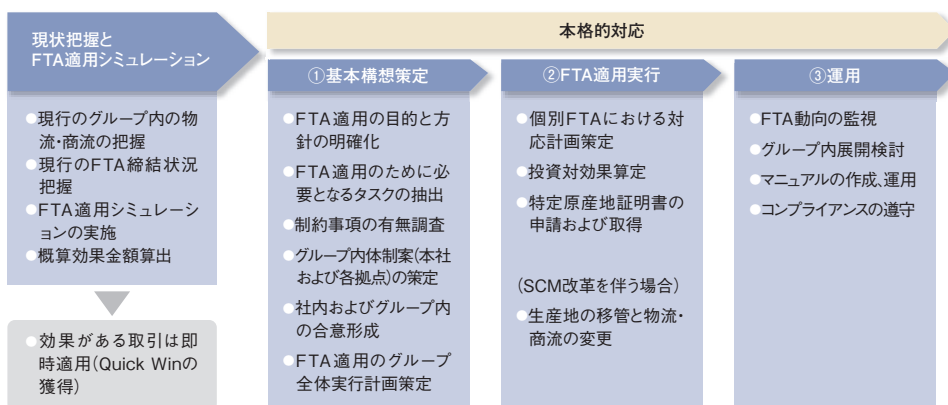 現状把握と
FTA適用シミュレーション
●現行のグループ内の物
流・商流の把握
●現行のFTA締結状況
把握
●FTA適用シミュレーシ
ョンの実施
●概算効果金額算出
●効果がある取引は即
時適用(Quick Winの
獲得)
本格的対応
①基本構想策定
●FTA適用の目的と方
針の明確化
●FTA適用のために必
要となるタスクの抽出
●制約事項の有無調査
●グループ内体制案(本社
および各拠点)の策定
●社内およびグループ内
の合意形成
●FTA適用のグループ
全体実行計画策定
②FTA適用実行
●個別FTAにおける対
応計画策定
●投資対効果算定
●特定原産地証明書の
申請および取得
(SCM改革を伴う場合)
●生産地の移管と物流・
商流の変更
③運用
●FTA動向の監視
●グループ内展開検討
●マニュアルの作成、運用
●コンプライアンスの遵守